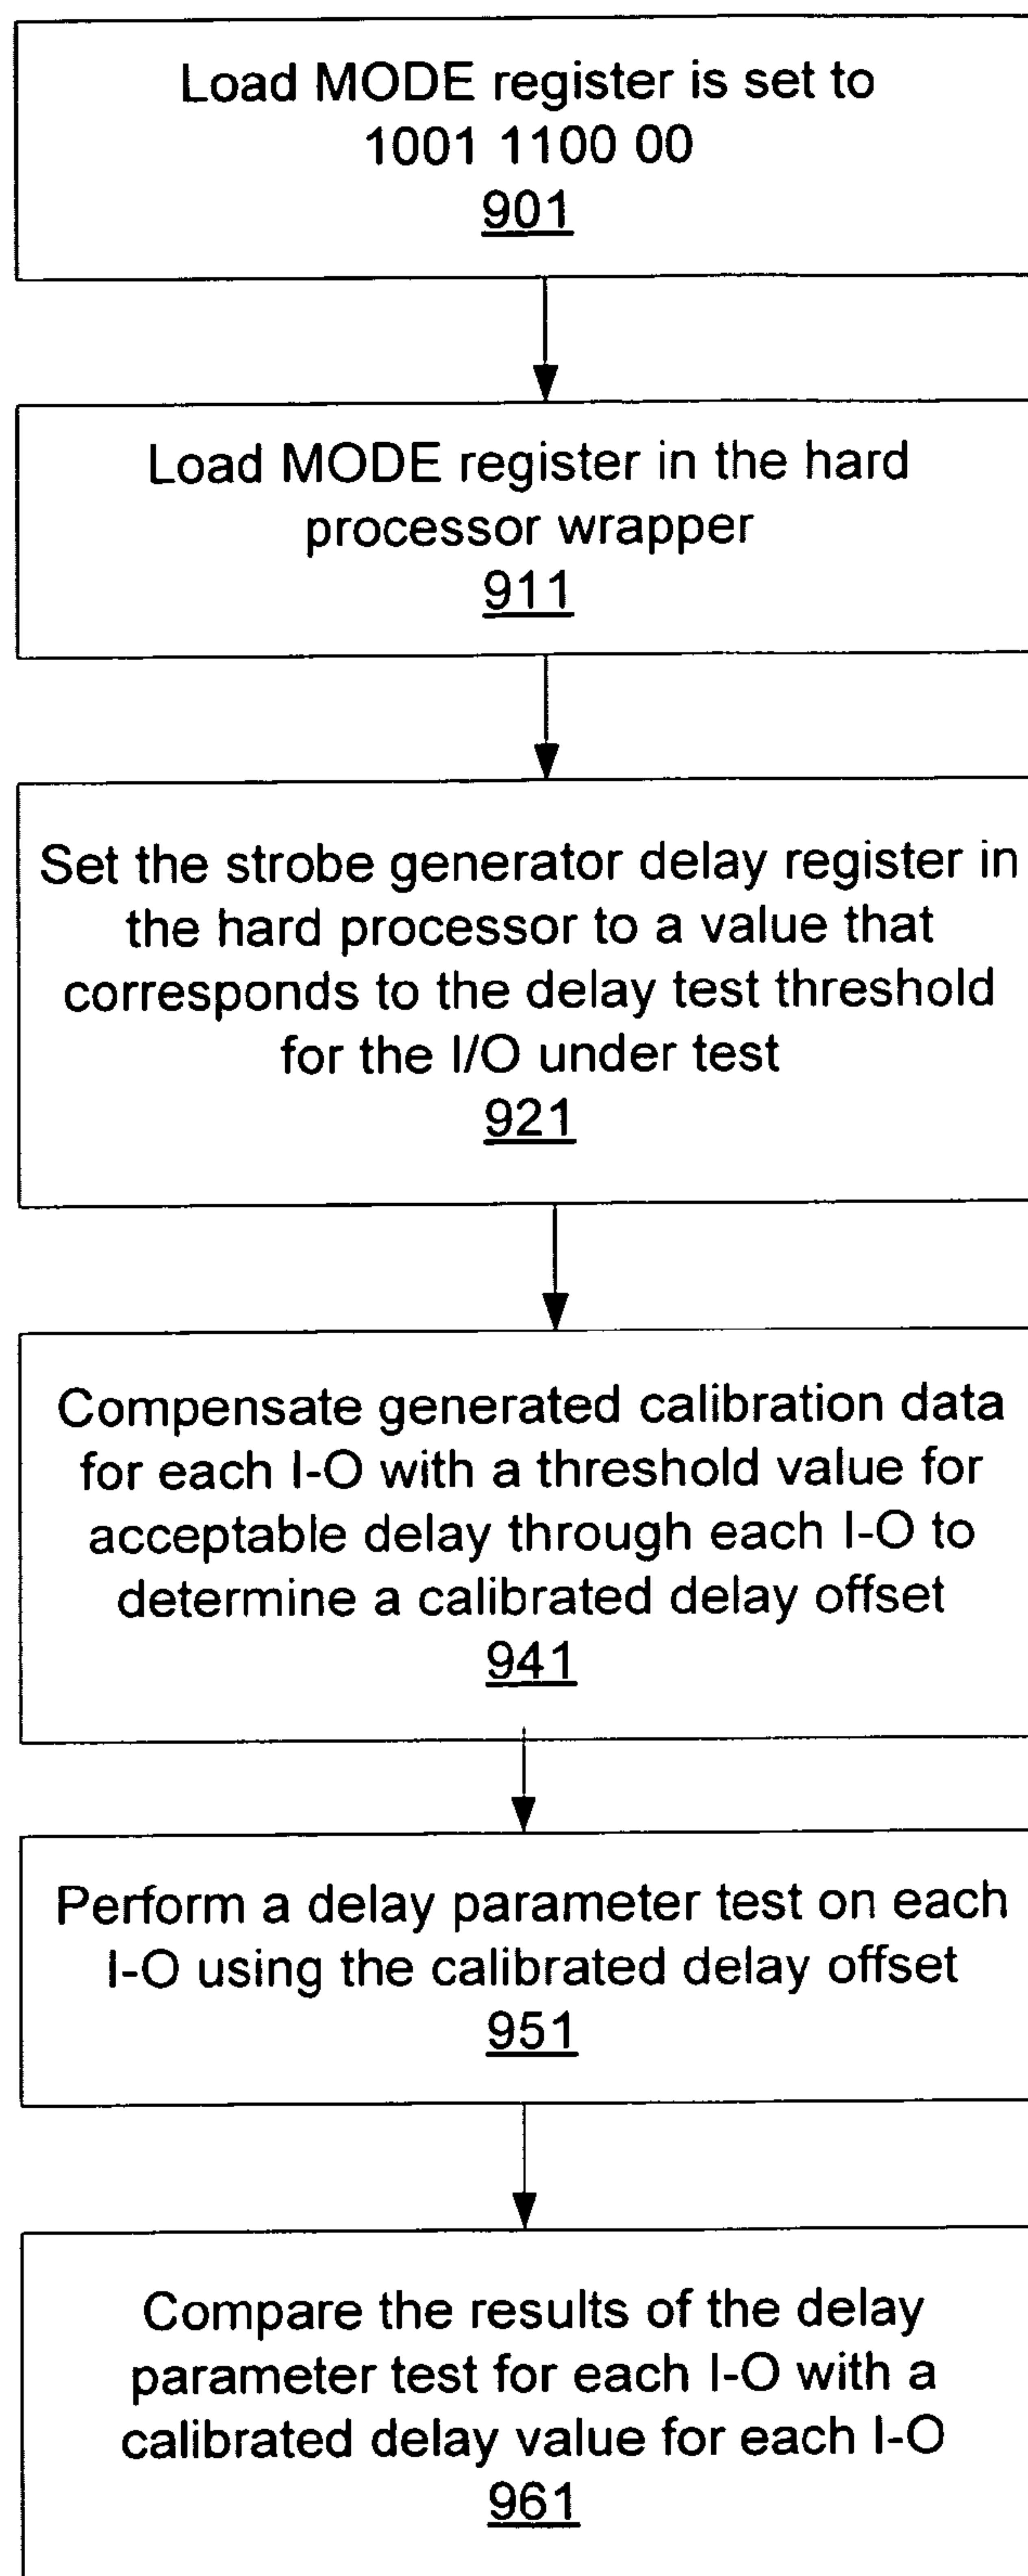 Load MODE register is set to
1001 1100 00
901
Load MODE register in the hard
processor wrapper
911
Set the strobe generator delay register in
the hard processor to a value that
corresponds to the delay test threshold
for the I/O under test
921
Compensate generated calibration data
for each I-O with a threshold value for
acceptable delay through each I-O to
determine a calibrated delay offset
941
Perform a delay parameter test on each
I-O using the calibrated delay offset
951
Compare the results of the delay
parameter test for each I-O with a
calibrated delay value for each I-O
961